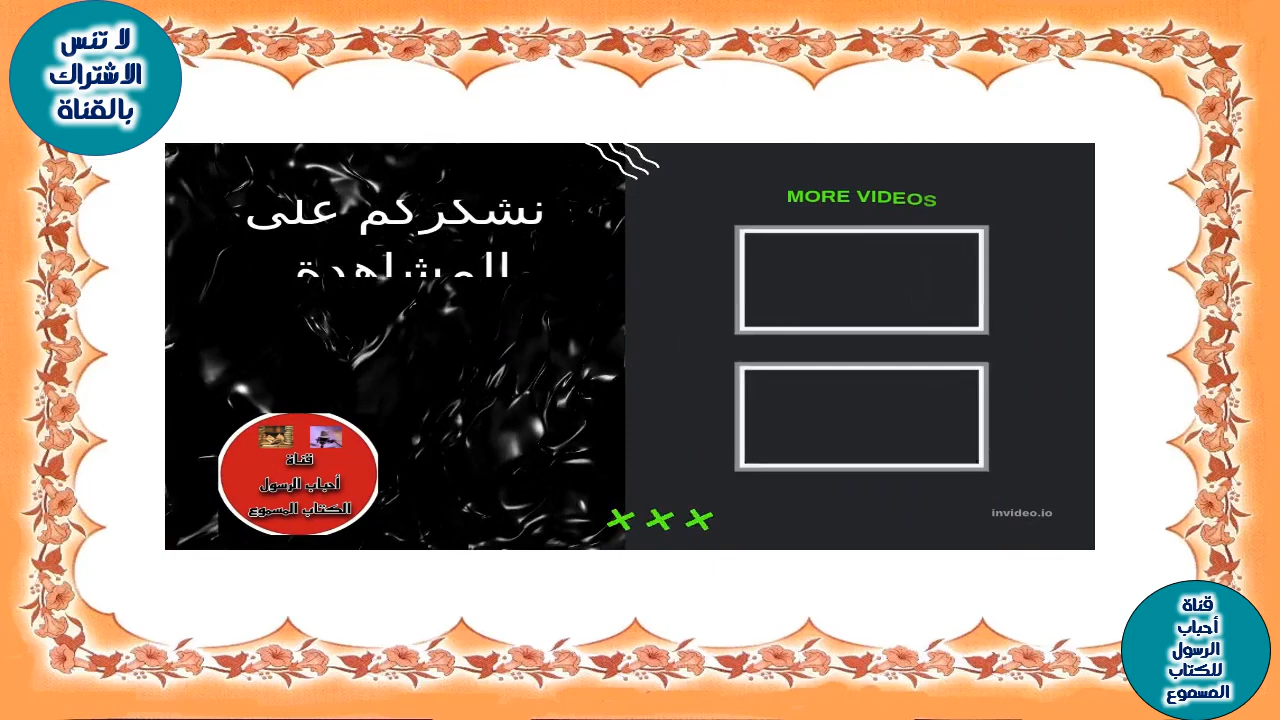 لا تنس
الاشتراك
بالقناة
نشكركم على
المشاهدة
MORE VIDEOS
قناة
أحباب الرسول
الكتاب المسموع
invideo.io
قناة
أحباب
الرسول
للكتاب
المسموع